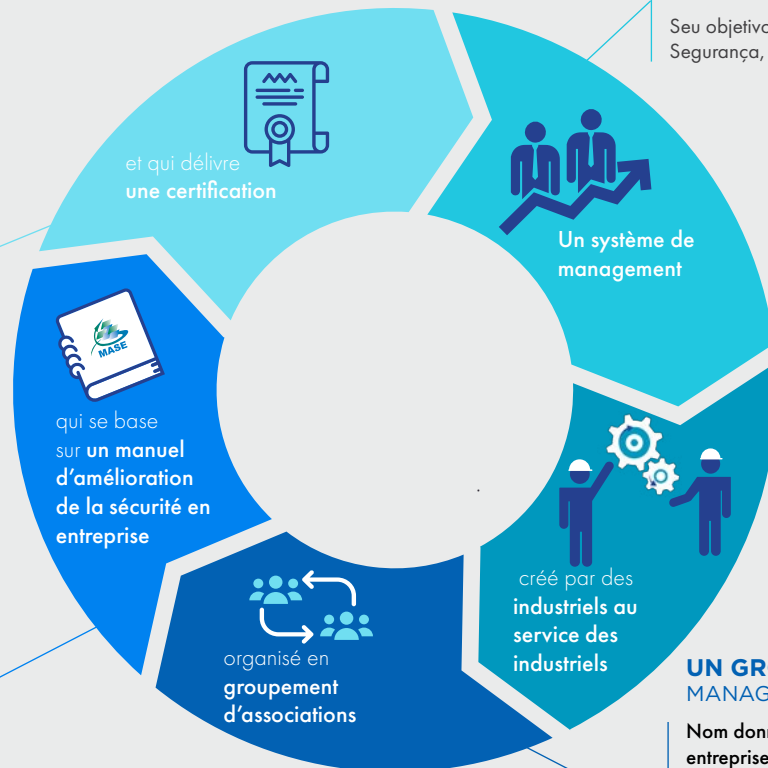 Seu objetivo
Segurança,
Un système de
management
créé par des
industriels au
service des
industriels
organisé en
groupement
d'associations
qui se base
sur un manuel
d'amélioration
de la sécurité en
entreprise
MASE
et qui délivre
une certification
UN GR
MANAG
Nom donn
entreprise